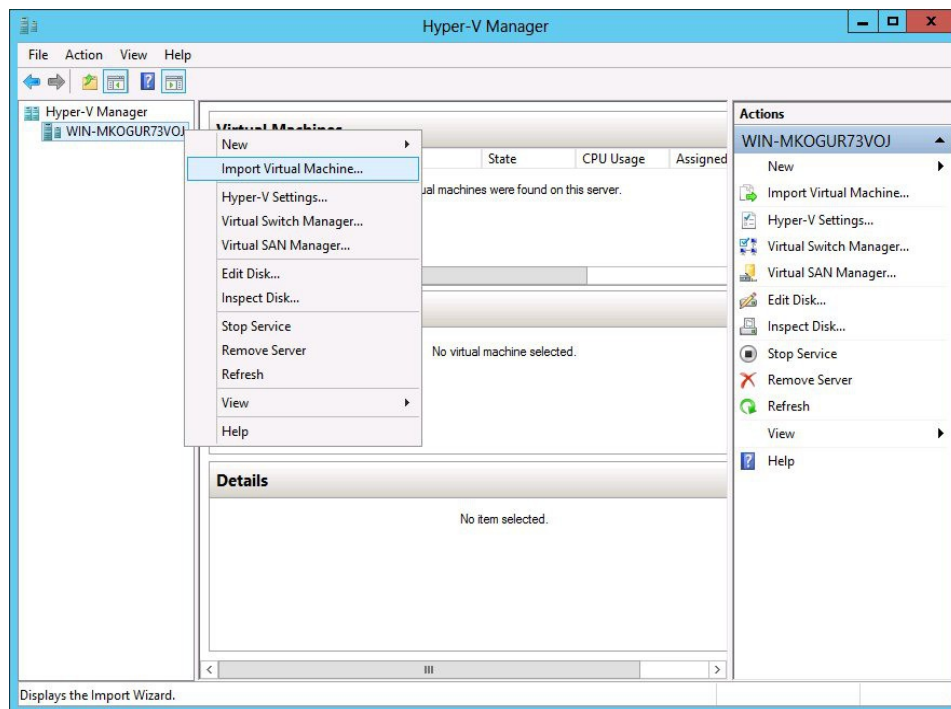 Hyper-V Manager
File Action View Help
Hyper-V Manager
WIN-MKOGUR73VOJ
Virtual Machines
State CPU Usage Assigned
ual machines were found on this server.
No virtual machine selected.
Details
No item selected.
New
Import Virtual Machine...
Hyper-V Settings...
Virtual Switch Manager...
Virtual SAN Manager...
Edit Disk...
Inspect Disk...
Stop Service
Remove Server
Refresh
View
Help
Actions
WIN-MKOGUR73VOJ
New
Import Virtual Machine...
Hyper-V Settings...
Virtual Switch Manager...
Virtual SAN Manager...
Edit Disk...
Inspect Disk...
Stop Service
Remove Server
Refresh
View
Help
Displays the Import Wizard.